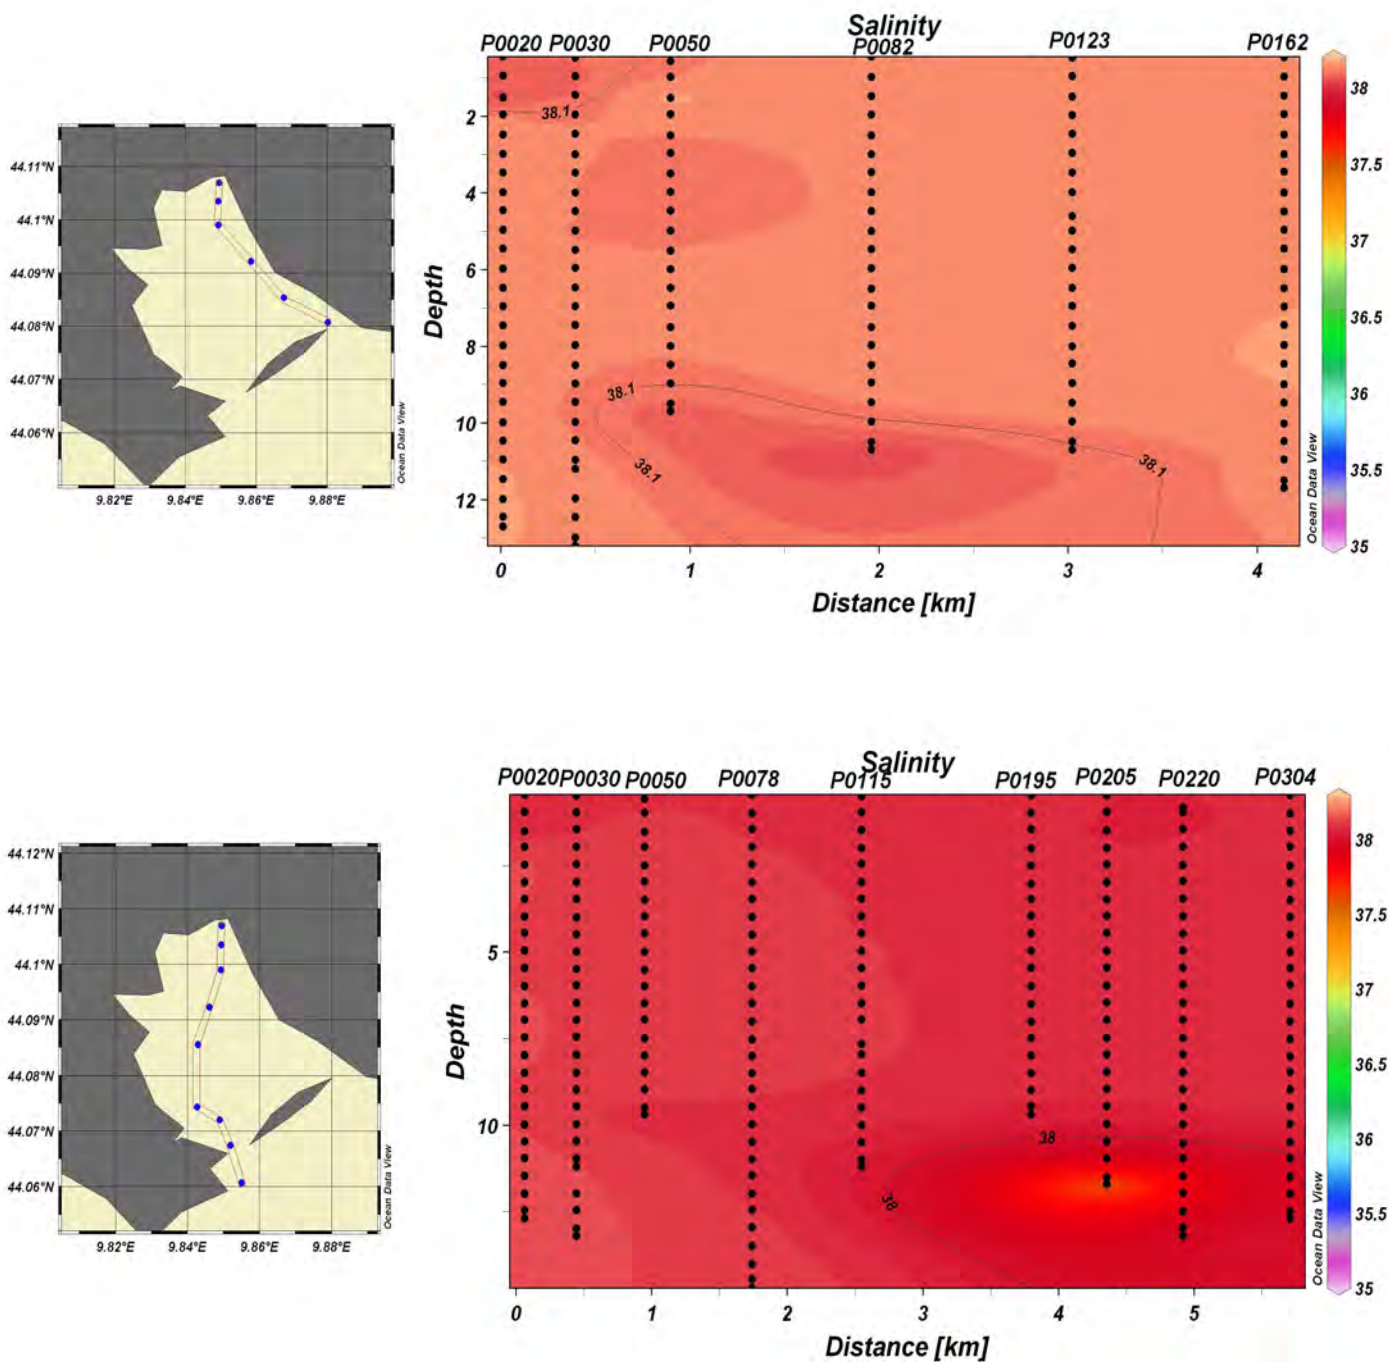 Salinity
P0020 P0030 P0050 P0082 P0123 P0162
44.11°N
44.1°N
44.09°N
44.08°N
44.07°N
44.06°N
9.82°E 9.84°E 9.86°E 9.88°E
Ocean Data View
Depth
2
4
6
8
10
12
38.1
38.1
38.1
38.1
0 1 2 3 4
Distance [km]
Ocean Data View
38
37.5
37
36.5
36
35.5
35
Salinity
P0020 P0030 P0050 P0078 P0115 P0195 P0205 P0220 P0304
44.12°N
44.11°N
44.1°N
44.09°N
44.08°N
44.07°N
44.06°N
9.82°E 9.84°E 9.86°E 9.88°E
Ocean Data View
Depth
5
10
38
38
0 1 2 3 4 5
Distance [km]
Ocean Data View
38
37.5
37
36.5
36
35.5
35